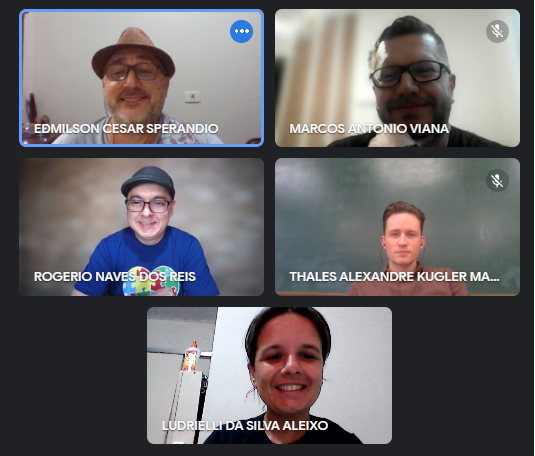 EDMILSON CESAR SPERANDIO
MARCOS ANTONIO VIANA
ROGERIO NAVES DOS REIS
THALES ALEXANDRE KUGLER MA...
LUDRIELLI DA SILVA ALEIXO